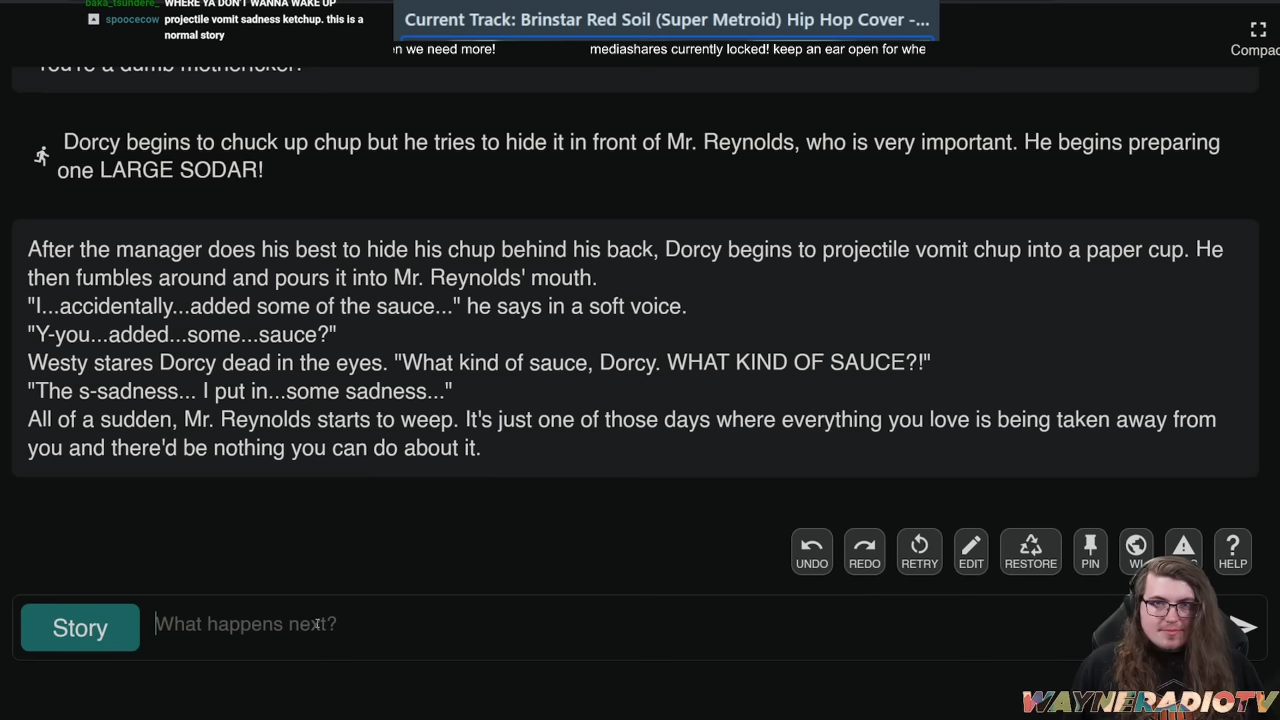 baka_tsundere_ WHERE YA DON'T WANNA WAKE UP
spoocecow projectile vomit sadness ketchup. this is a
normal story
Current Track: Brinstar Red Soil (Super Metroid) Hip Hop Cover -...
en we need more! mediashares currently locked! keep an ear open for whe
Compac
Dorcy begins to chuck up chup but he tries to hide it in front of Mr. Reynolds, who is very important. He begins preparing
one LARGE SODAR!
After the manager does his best to hide his chup behind his back, Dorcy begins to projectile vomit chup into a paper cup. He
then fumbles around and pours it into Mr. Reynolds' mouth.
"I...accidentally...added some of the sauce..." he says in a soft voice.
"Y-you...added...some...sauce?"
Westy stares Dorcy dead in the eyes. "What kind of sauce, Dorcy. WHAT KIND OF SAUCE?!"
"The s-sadness... I put in...some sadness..."
All of a sudden, Mr. Reynolds starts to weep. It's just one of those days where everything you love is being taken away from
you and there'd be nothing you can do about it.
UNDO REDO RETRY EDIT RESTORE PIN WI HELP
Story What happens next?
WAYNERADIOTV